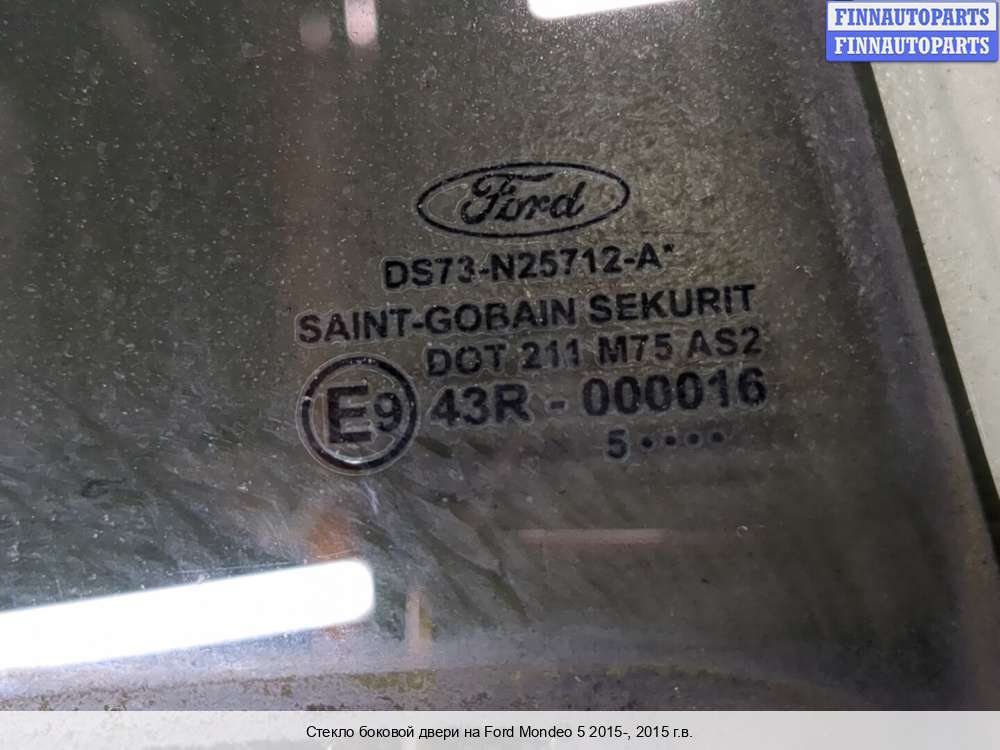 FINNAUTOPARTS
FINNAUTOPARTS
Ford
DS73-N25712-A*
SAINT-GOBAIN SEKURIT
DOT 211 M75 AS2
E9 43R - 000016
5••••
Стекло боковой двери на Ford Mondeo 5 2015-, 2015 г.в.